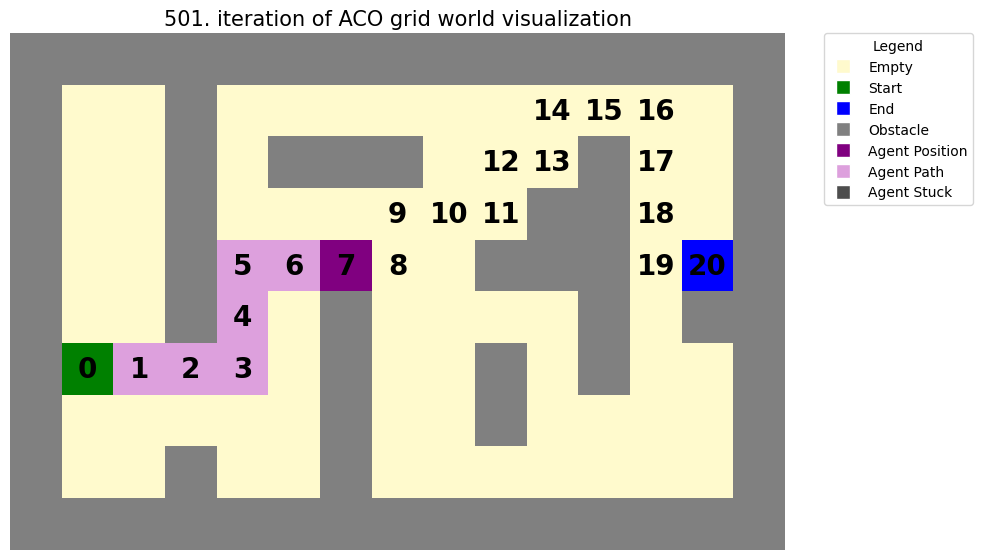 501. iteration of ACO grid world visualization
Legend
Empty
Start
End
Obstacle
Agent Position
Agent Path
Agent Stuck
14 15 16
12 13 17
9 10 11 18
5 6 7 8 19 20
4
0 1 2 3